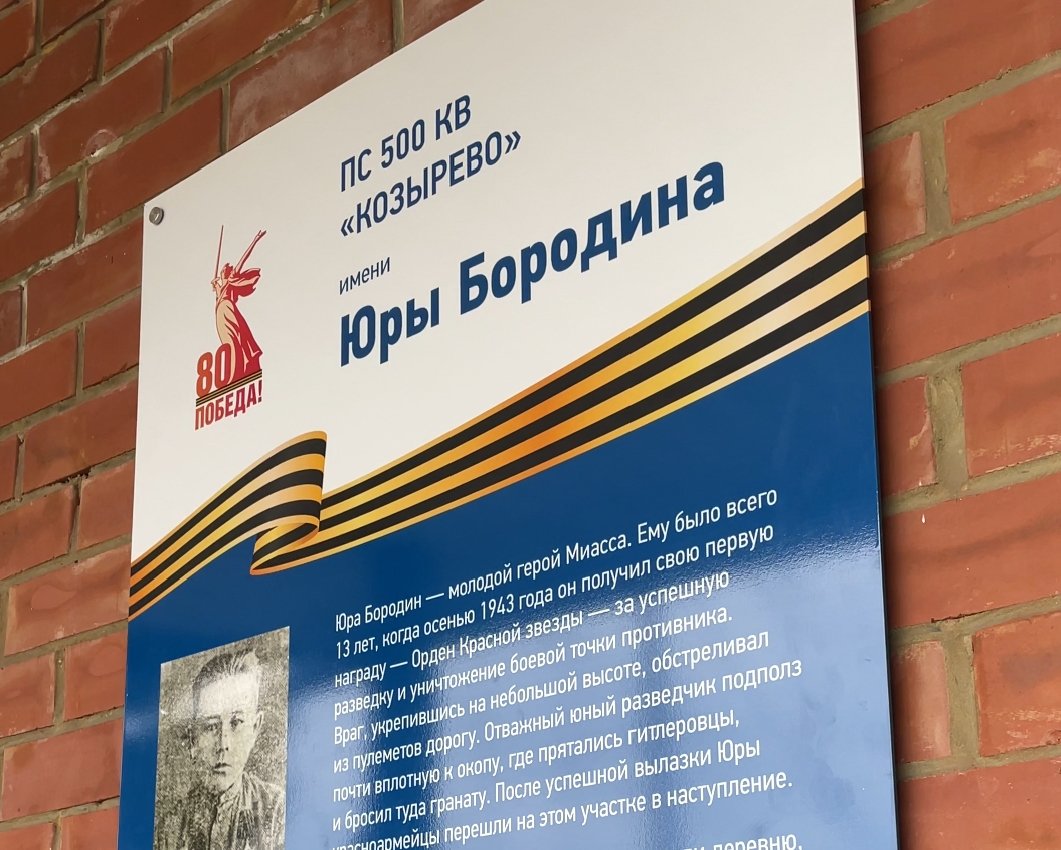 ПС 500 КВ
«КОЗЫРЕВО»
имени
Юры Бородина
80
ПОБЕДА!
Юра Бородин — молодой герой Миасса. Ему было всего
13 лет, когда осенью 1943 года он получил свою первую
награду — Орден Красной звезды — за успешную
разведку и уничтожение боевой точки противника.
Враг, укрепившись на небольшой высоте, обстреливал
из пулеметов дорогу. Отважный юный разведчик подполз
почти вплотную к окопу, где прятались гитлеровцы,
и бросил туда гранату. После успешной вылазки Юры
красноармейцы перешли на этом участке в наступление.
деревню,